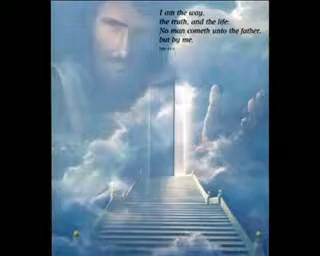 I am the way,
the truth, and the life:
No man cometh unto the father,
but by me.